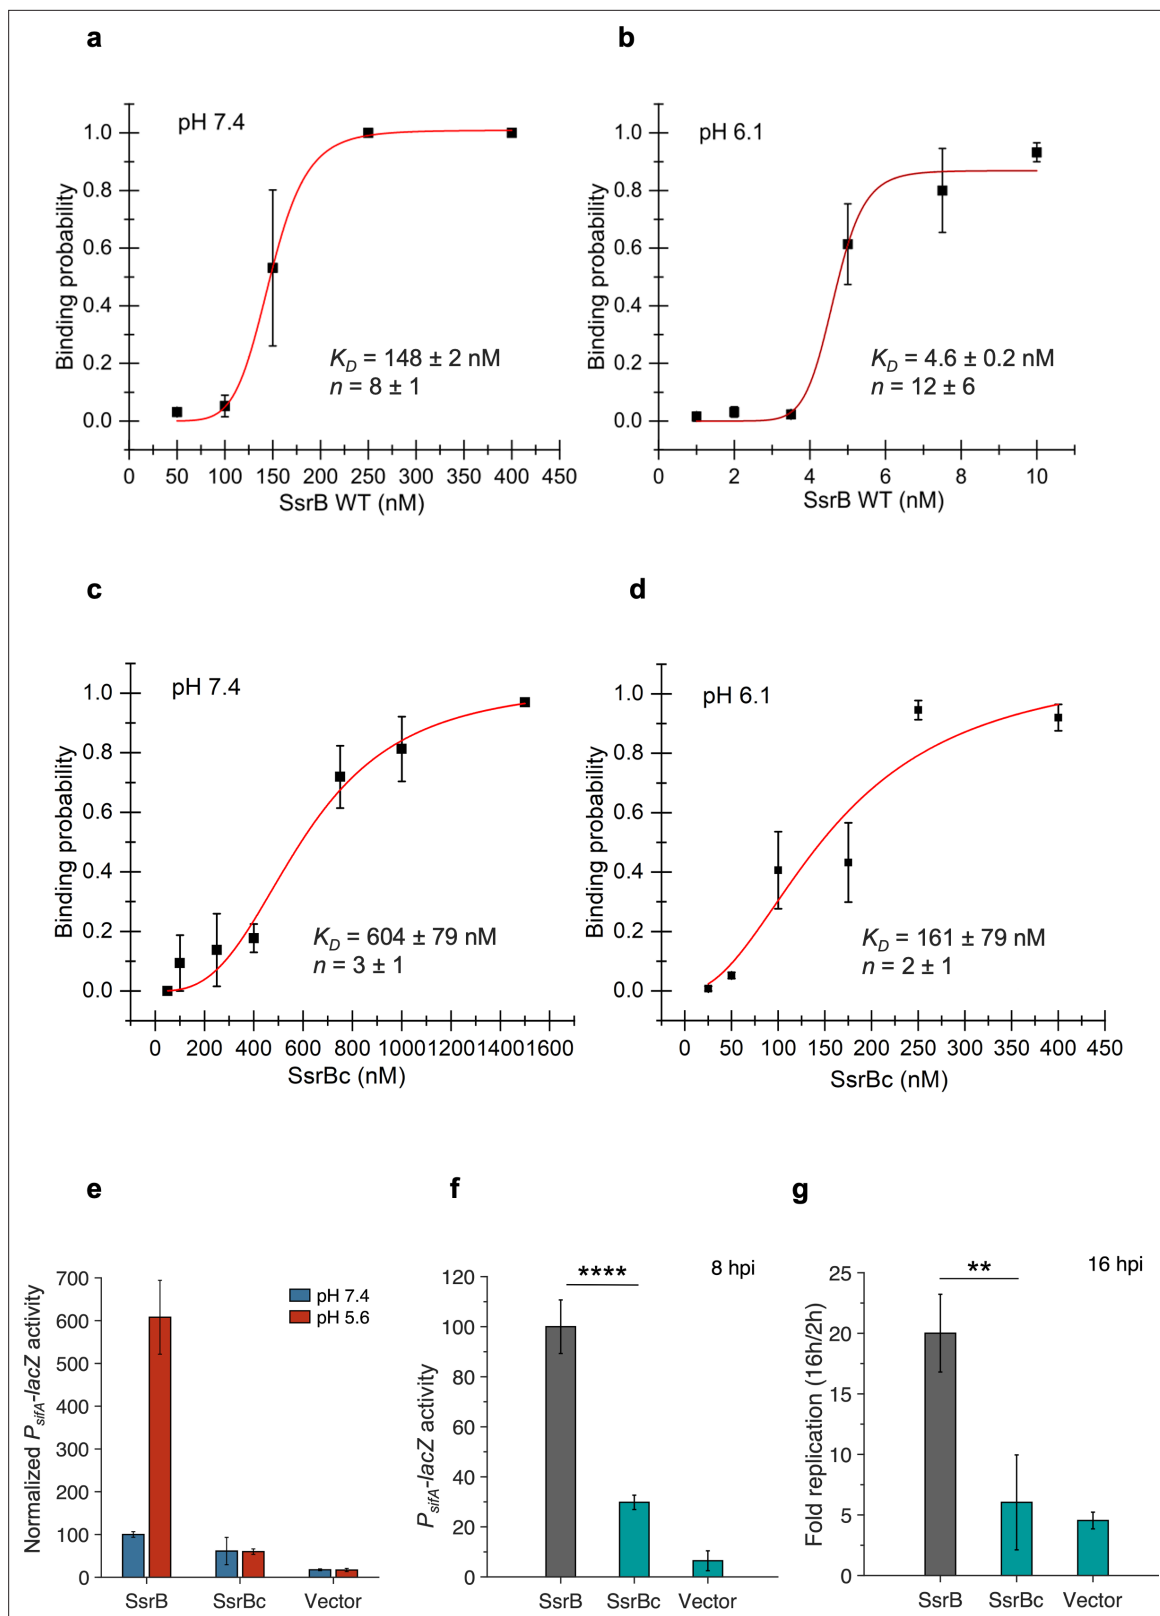 a
pH 7.4
Binding probability
1.0
0.8
0.6
0.4
0.2
0.0
K_D = 148 ± 2 nM
n = 8 ± 1
0 50 100 150 200 250 300 350 400 450
SsrB WT (nM)
b
pH 6.1
Binding probability
1.0
0.8
0.6
0.4
0.2
0.0
K_D = 4.6 ± 0.2 nM
n = 12 ± 6
0 2 4 6 8 10
SsrB WT (nM)
c
pH 7.4
Binding probability
1.0
0.8
0.6
0.4
0.2
0.0
K_D = 604 ± 79 nM
n = 3 ± 1
0 200 400 600 800 1000 1200 1400 1600
SsrBc (nM)
d
pH 6.1
Binding probability
1.0
0.8
0.6
0.4
0.2
0.0
K_D = 161 ± 79 nM
n = 2 ± 1
0 50 100 150 200 250 300 350 400 450
SsrBc (nM)
e
Normalized P_sifA-lacZ activity
700
600
500
400
300
200
100
0
pH 7.4
pH 5.6
SsrB SsrBc Vector
f
8 hpi
****
P_sifA-lacZ activity
120
100
80
60
40
20
0
SsrB SsrBc Vector
g
16 hpi
**
Fold replication (16h/2h)
25
20
15
10
5
0
SsrB SsrBc Vector